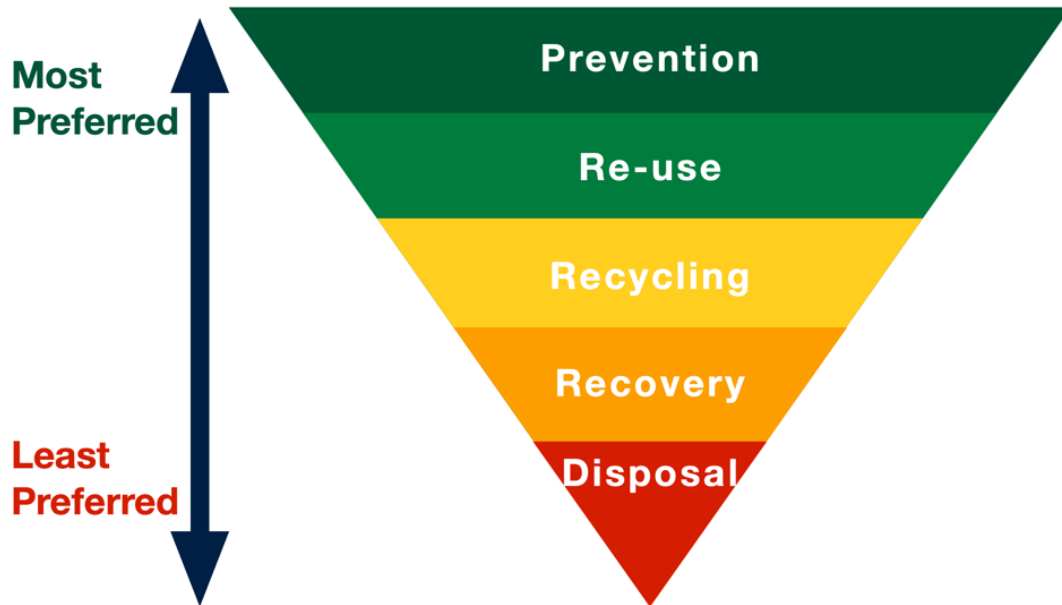 Most
Preferred
Prevention
Re-use
Recycling
Recovery
Disposal
Least
Preferred